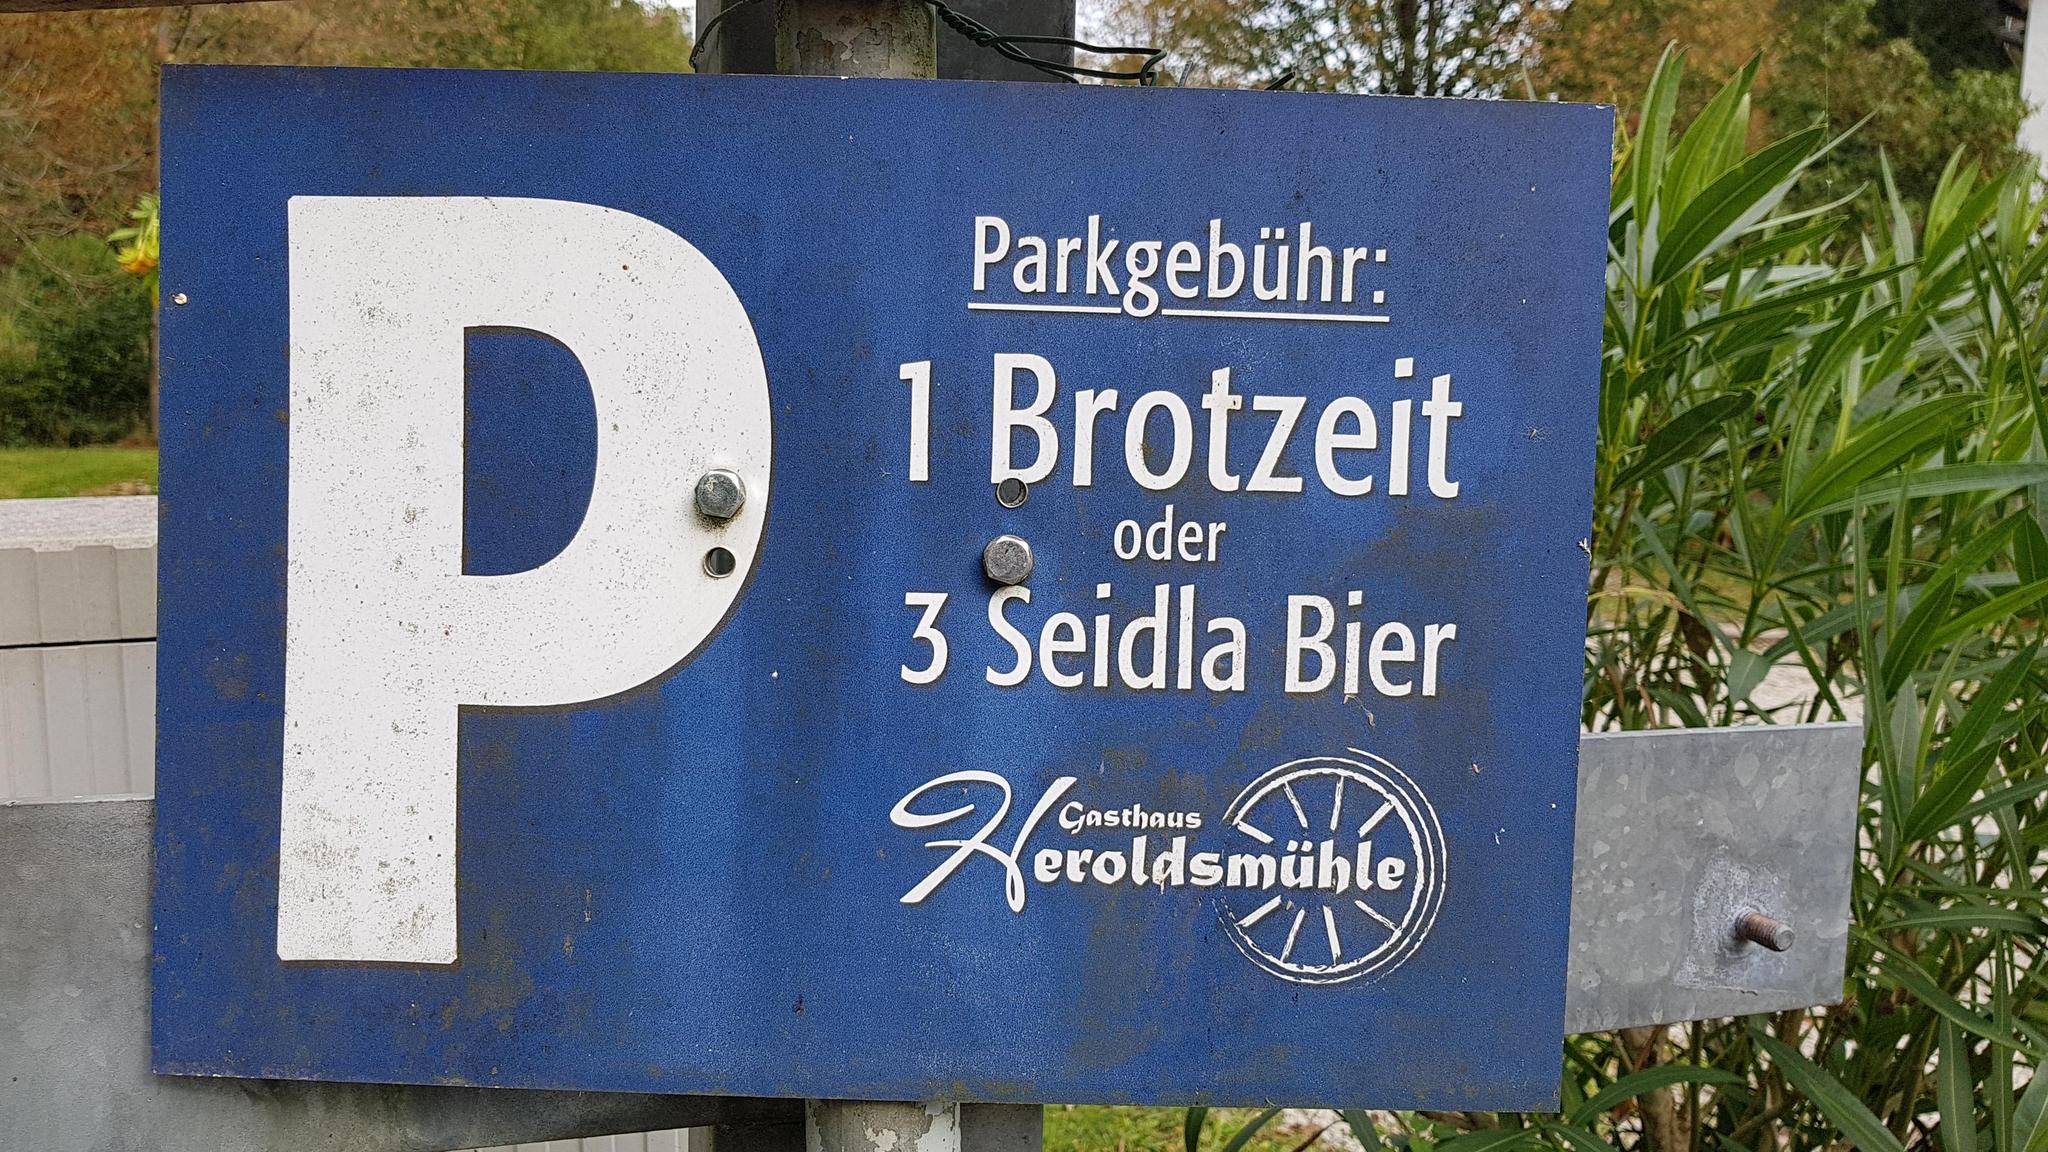 P
Parkgebühr:
1 Brotzeit
oder
3 Seidla Bier
Gasthaus
Heroldsmühle